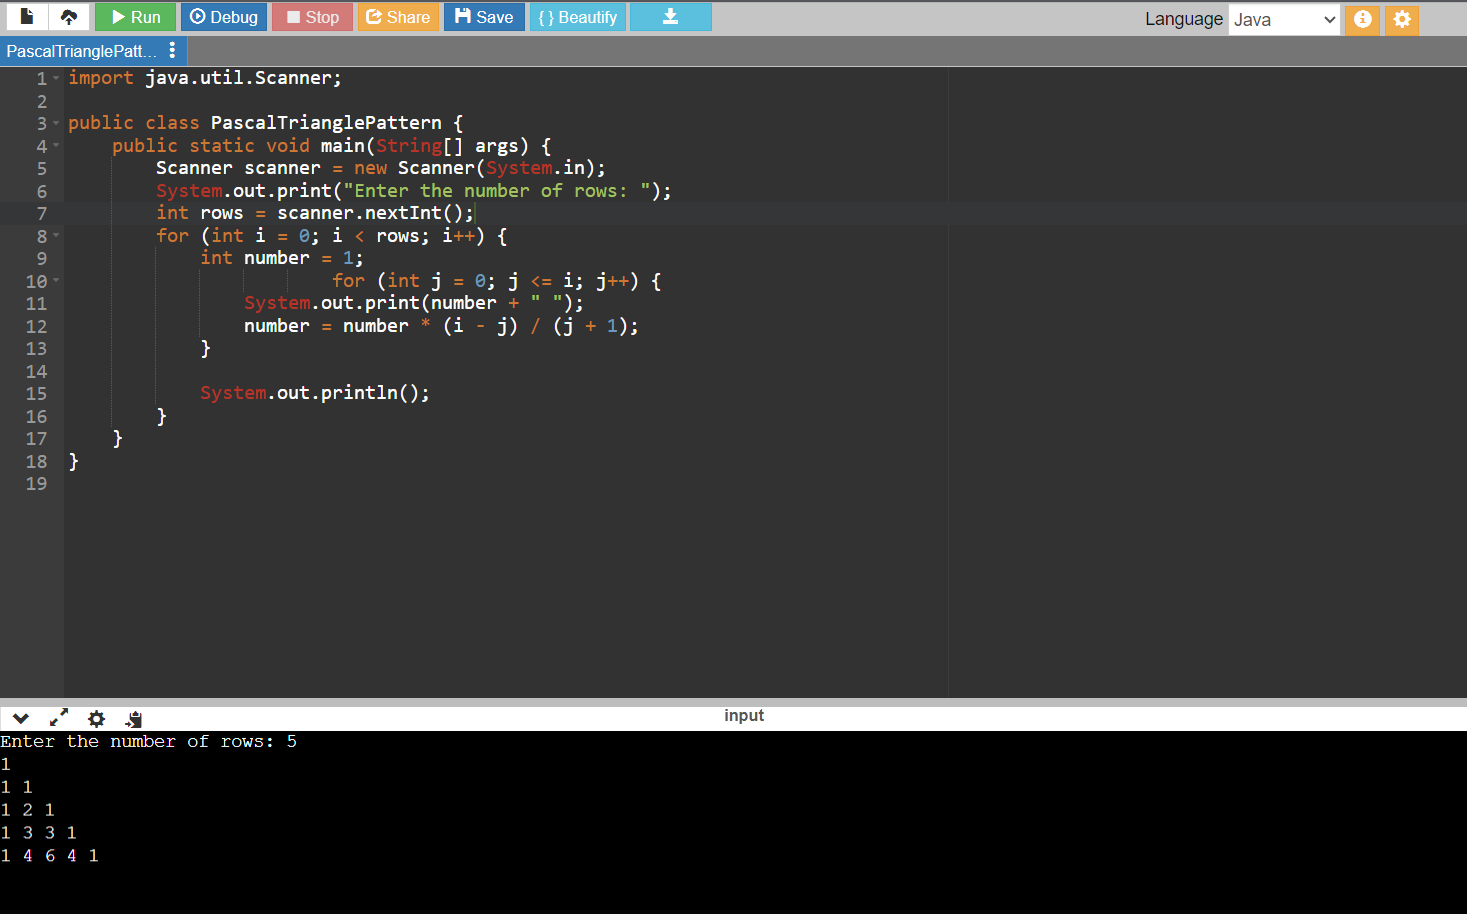 Run Debug Stop Share Save { } Beautify Language Java
PascalTrianglePatt...
1 import java.util.Scanner;
2
3 public class PascalTrianglePattern {
4     public static void main(String[] args) {
5         Scanner scanner = new Scanner(System.in);
6         System.out.print("Enter the number of rows: ");
7         int rows = scanner.nextInt();
8         for (int i = 0; i < rows; i++) {
9             int number = 1;
10                         for (int j = 0; j <= i; j++) {
11                 System.out.print(number + " ");
12                 number = number * (i - j) / (j + 1);
13             }
14
15             System.out.println();
16         }
17     }
18 }
19
input
Enter the number of rows: 5
1
1 1
1 2 1
1 3 3 1
1 4 6 4 1